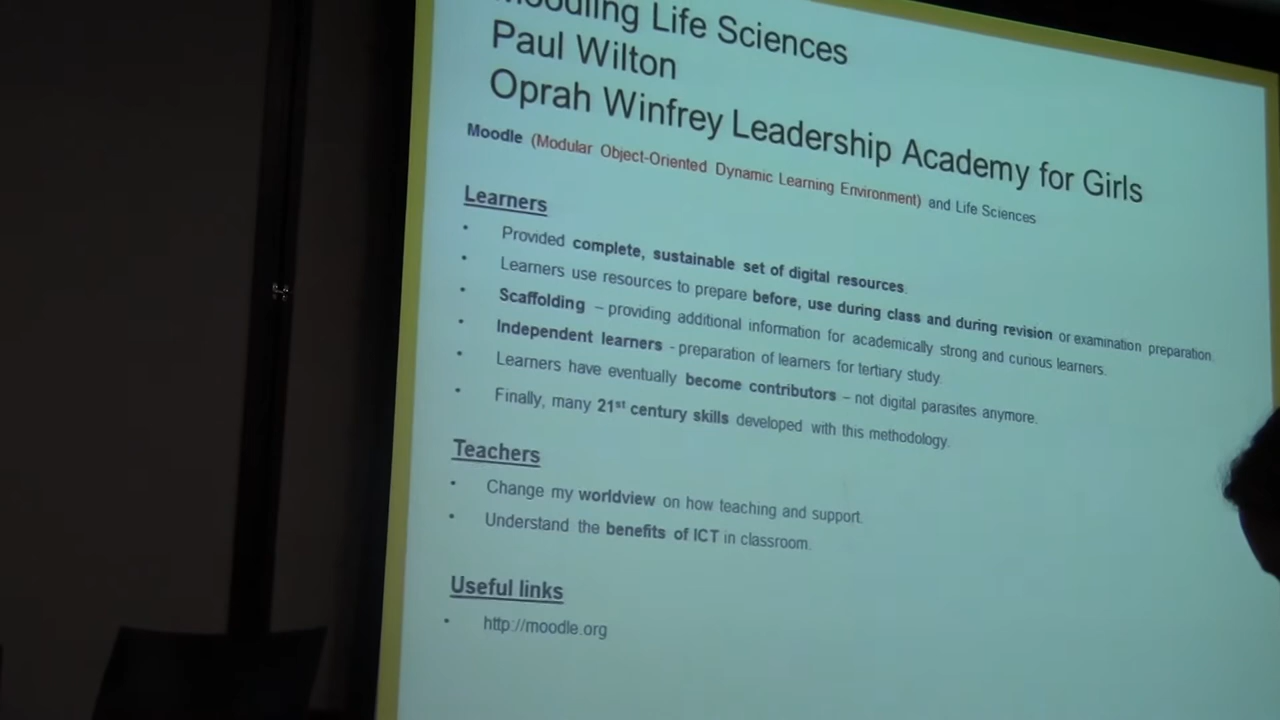 Life Sciences
Paul Wilton
Oprah Winfrey Leadership Academy for Girls
Moodle (Modular Object-Oriented Dynamic Learning Environment) and Life Sciences
Learners
• Provided complete, sustainable set of digital resources.
• Learners use resources to prepare before, use during class and during revision or examination preparation.
• Scaffolding – providing additional information for academically strong and curious learners.
• Independent learners - preparation of learners for tertiary study.
• Learners have eventually become contributors – not digital parasites anymore.
• Finally, many 21st century skills developed with this methodology.
Teachers
• Change my worldview on how teaching and support.
• Understand the benefits of ICT in classroom.
Useful links
• http://moodle.org